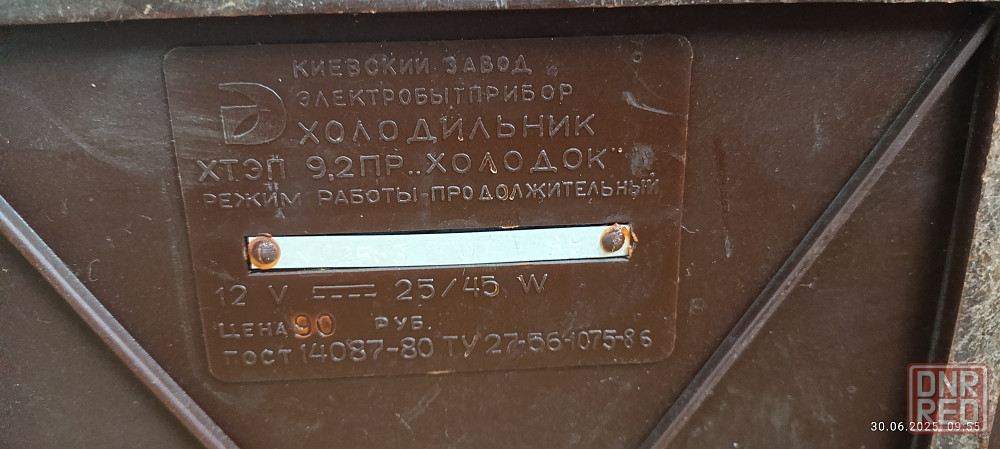 КИЕВСКИЙ ЗАВОД
ЭЛЕКТРОБЫТПРИБОР
ХОЛОДИЛЬНИК
ХТЭП 9,2ПР „ХОЛОДОК"
РЕЖИМ РАБОТЫ-ПРОДОЛЖИТЕЛЬНЫЙ
12 V 25/45 W
ЦЕНА 90 РУБ.
ГОСТ 14087-80 ТУ 27-56-1075-86
DNR
RED
30.06.2025 09:55